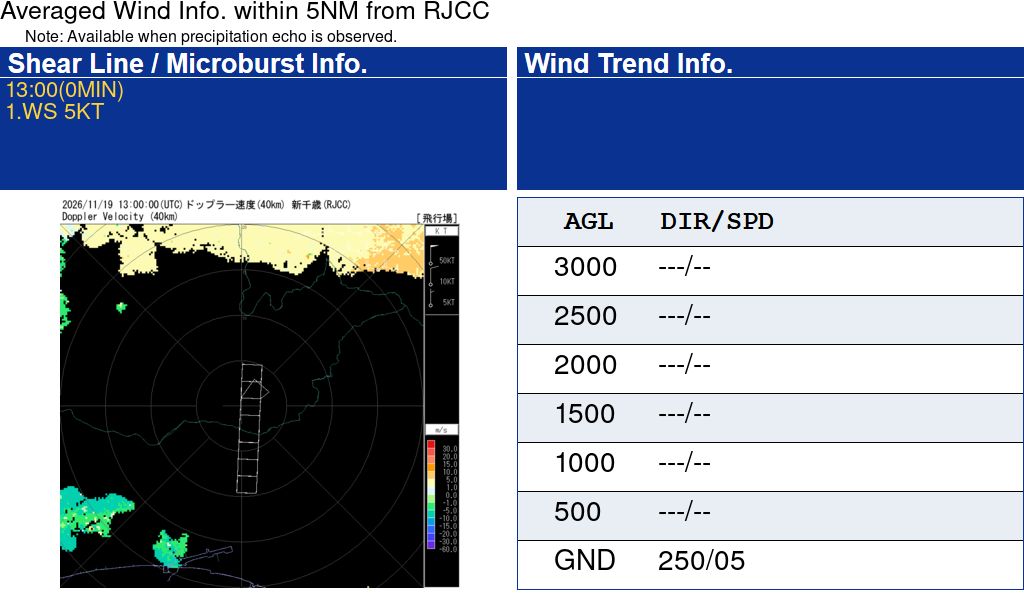 Averaged Wind Info. within 5NM from RJCC
Note: Available when precipitation echo is observed.
Shear Line / Microburst Info.
13:00(0MIN)
1.WS 5KT
Wind Trend Info.
2026/11/19 13:00:00(UTC) ドップラー速度(40km) 新千歳(RJCC)
Doppler Velocity (40km)
[飛行場]
KT
50KT
10KT
5KT
m/s
30.0
20.0
15.0
10.0
5.0
1.0
0.0
-1.0
-5.0
-10.0
-15.0
-20.0
-30.0
-60.0
AGL DIR/SPD
3000 ---/--
2500 ---/--
2000 ---/--
1500 ---/--
1000 ---/--
500 ---/--
GND 250/05